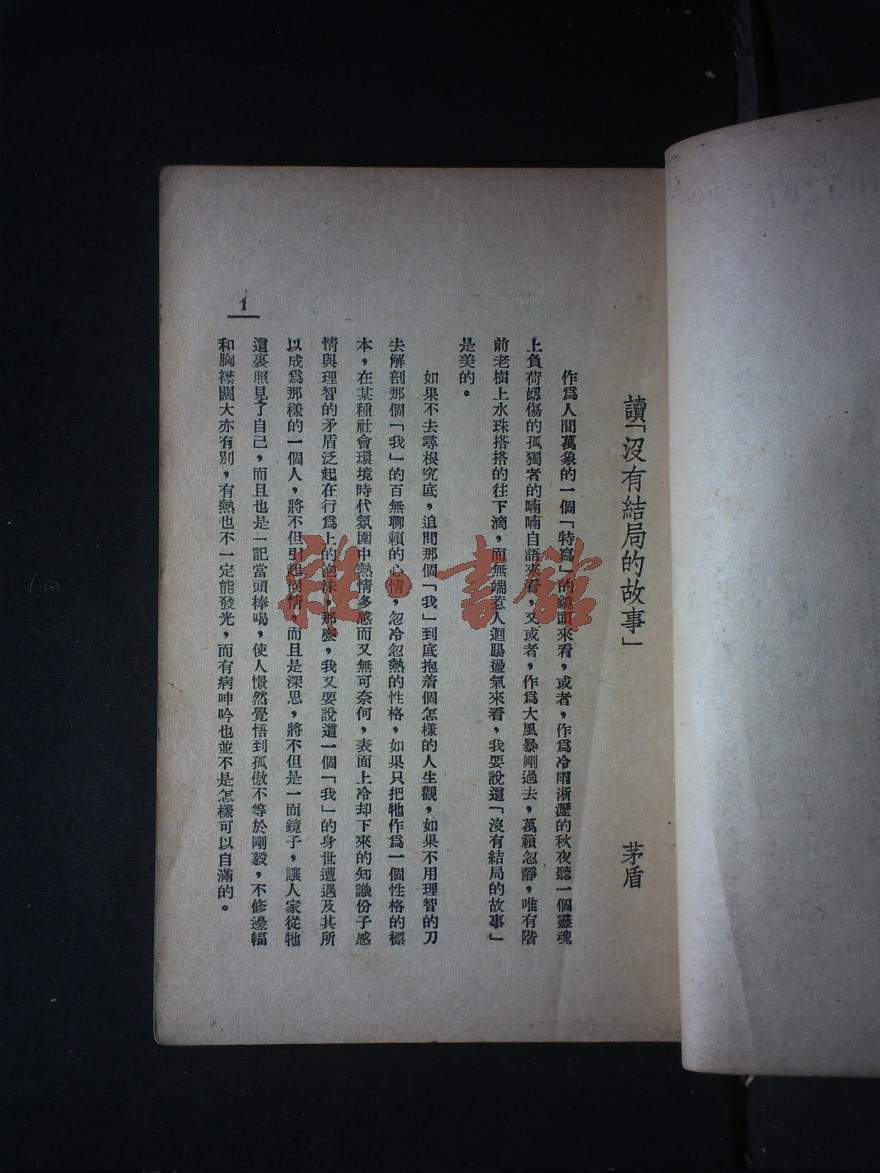 讀「沒有結局的故事」
茅盾
作爲人間萬象的一個「特寫」的鏡頭來看，或者，作爲冷雨淅瀝的秋夜聽一個靈魂
上負荷創傷的孤獨者的喃喃自語來看，又或者，作爲大風暴剛過去，萬籟忽靜，唯有階
前老樹上水珠搭搭的往下滴，而無端惹人迴腸盪氣來看，我要說這「沒有結局的故事」
是美的。
如果不去尋根究底，追問那個「我」到底抱着個怎樣的人生觀，如果不用理智的刀
去解剖那個「我」的百無聊賴的心情，忽冷忽熱的性格，如果只把牠作爲一個性格的標
本，在某種社會環境時代氛圍中熱情多感而又無可奈何，表面上冷却下來的知識份子感
情與理智的矛盾泛起在行爲上的泡沫，那麽，我又要說這一個「我」的身世遭遇及其所
以成爲那樣的一個人，將不但引起同情，而且是深思，將不但是一面鏡子，讓人家從牠
這裏照見了自己，而且也是一記當頭棒喝，使人憬然覺悟到孤傲不等於剛毅，不修邊幅
和胸襟闊大亦有別，有熱也不一定能發光，而有病呻吟也並不是怎樣可以自滿的。
1
雜·書館